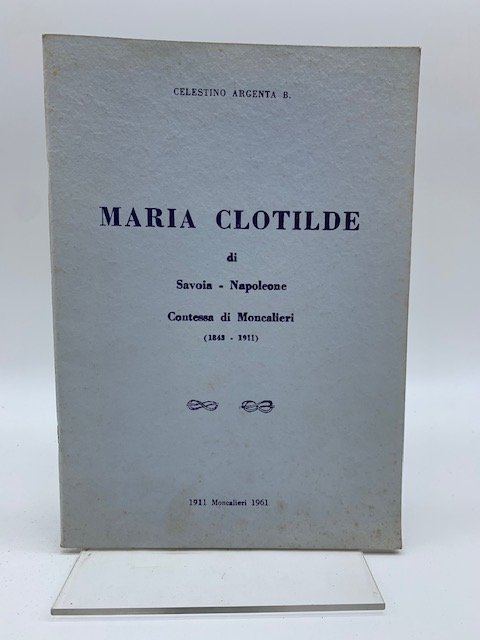 CELESTINO ARGENTA B.
MARIA CLOTILDE
di
Savoia - Napoleone
Contessa di Moncalieri
(1843 - 1911)
1911 Moncalieri 1961